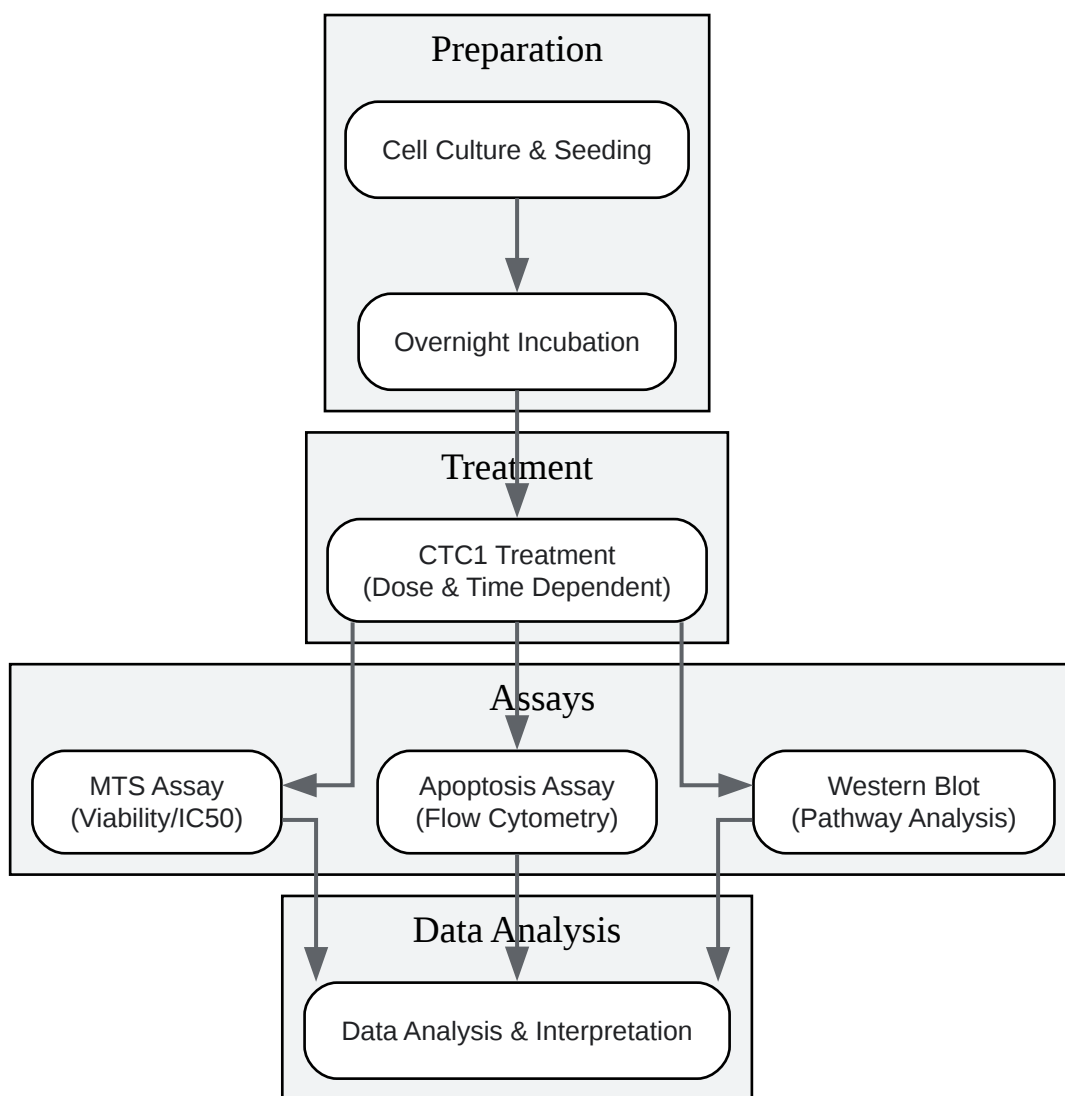 Preparation
Cell Culture & Seeding
Overnight Incubation
Treatment
CTC1 Treatment
(Dose & Time Dependent)
Assays
MTS Assay
(Viability/IC50)
Apoptosis Assay
(Flow Cytometry)
Western Blot
(Pathway Analysis)
Data Analysis
Data Analysis & Interpretation